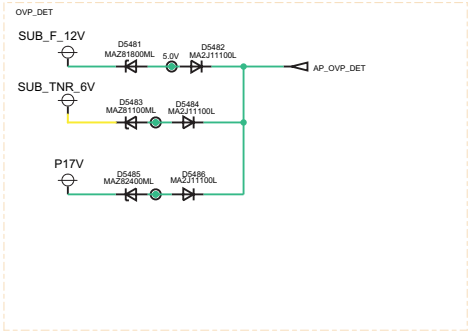 OVP_DET
SUB_F_12V
D5481
MAZ81800ML
5.0V
D5482
MA2J11100L
AP_OVP_DET
SUB_TNR_6V
D5483
MAZ81100ML
D5484
MA2J11100L
P17V
D5485
MAZ82400ML
D5486
MA2J11100L